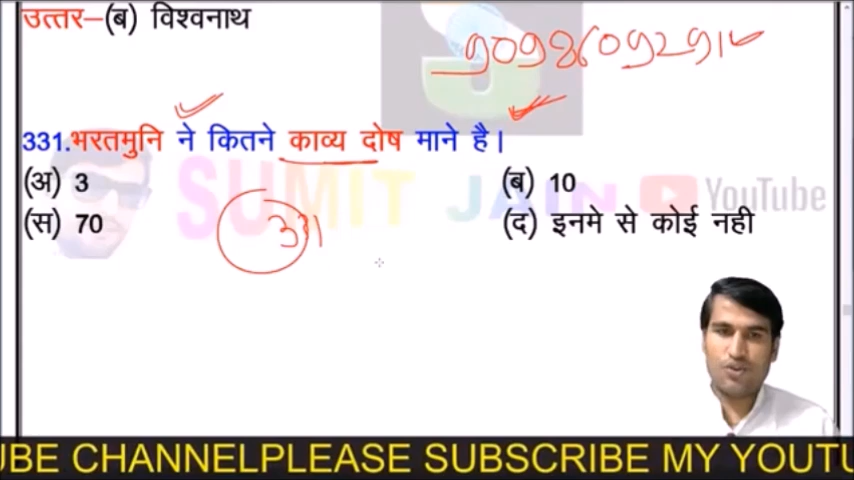 उत्तर–(ब) विश्वनाथ
9098609291
331.भरतमुनि ने कितने काव्य दोष माने है।
(अ) 3 (ब) 10
(स) 70 (द) इनमे से कोई नही
331
SUMIT JAIN YouTube
UBE CHANNELPLEASE SUBSCRIBE MY YOUTU